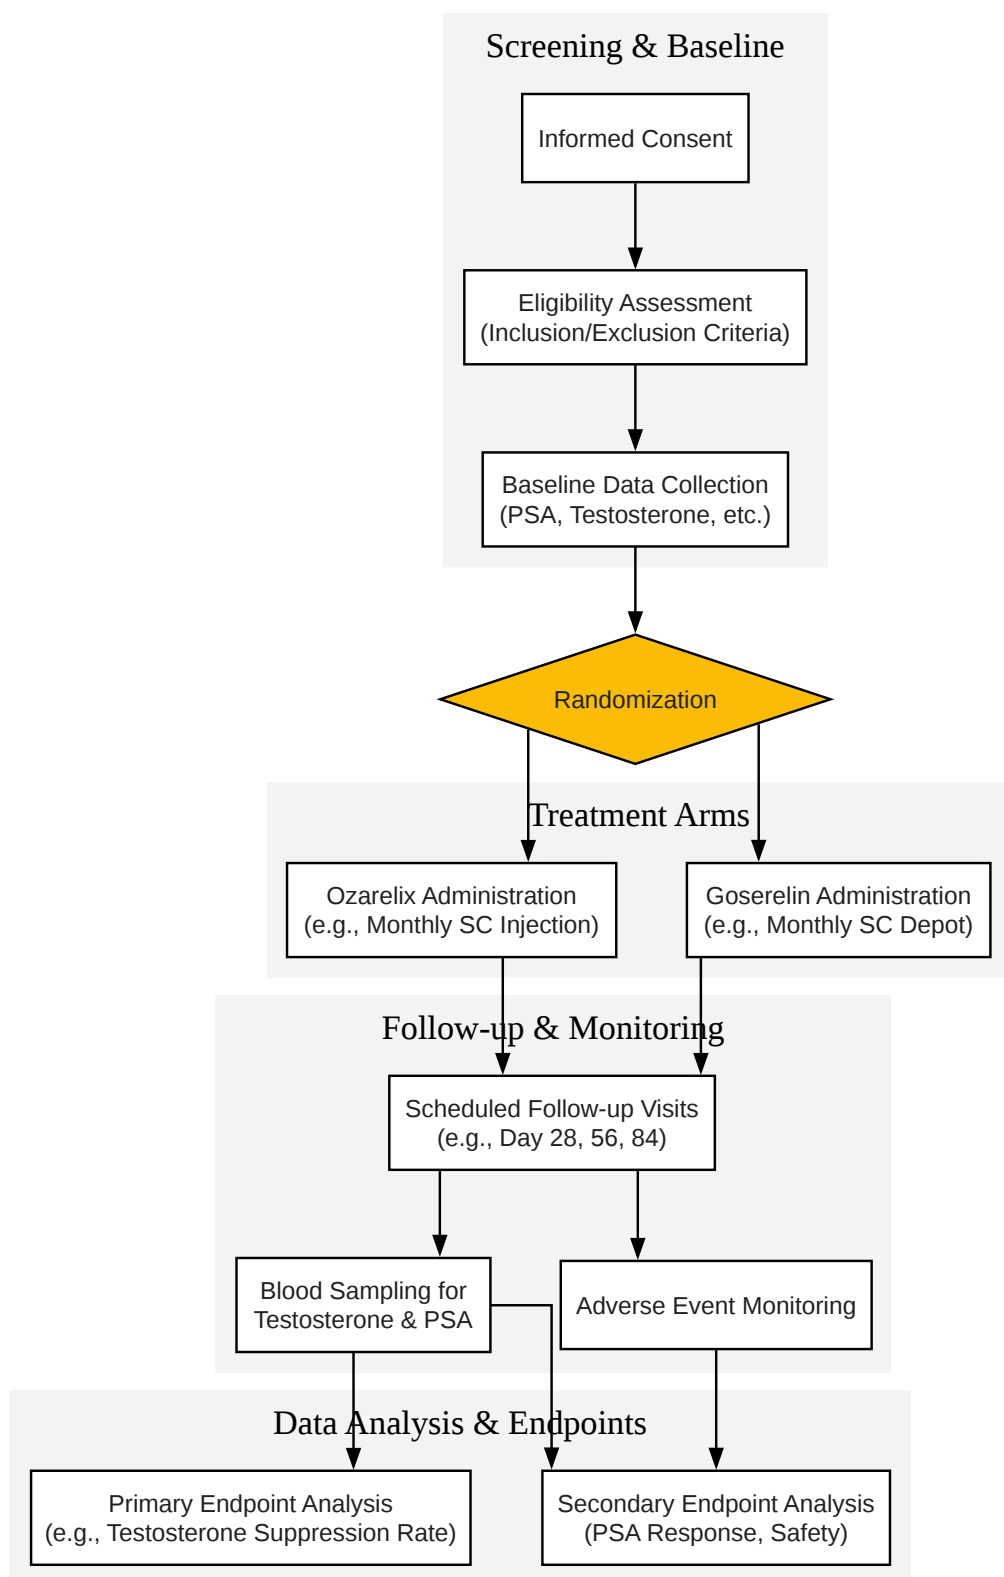 Screening & Baseline
Informed Consent
Eligibility Assessment
(Inclusion/Exclusion Criteria)
Baseline Data Collection
(PSA, Testosterone, etc.)
Randomization
Treatment Arms
Ozarelix Administration
(e.g., Monthly SC Injection)
Goserelin Administration
(e.g., Monthly SC Depot)
Follow-up & Monitoring
Scheduled Follow-up Visits
(e.g., Day 28, 56, 84)
Blood Sampling for
Testosterone & PSA
Adverse Event Monitoring
Data Analysis & Endpoints
Primary Endpoint Analysis
(e.g., Testosterone Suppression Rate)
Secondary Endpoint Analysis
(PSA Response, Safety)